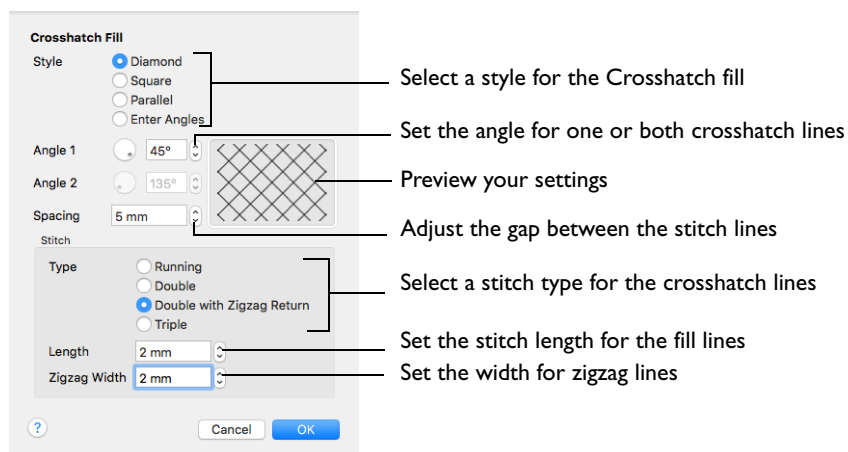 Crosshatch Fill
Style
Diamond
Square
Parallel
Enter Angles
Select a style for the Crosshatch fill
Set the angle for one or both crosshatch lines
Angle 1 45°
Angle 2 135°
Preview your settings
Spacing 5 mm
Adjust the gap between the stitch lines
Stitch
Type
Running
Double
Double with Zigzag Return
Triple
Select a stitch type for the crosshatch lines
Length 2 mm
Set the stitch length for the fill lines
Zigzag Width 2 mm
Set the width for zigzag lines
? Cancel OK